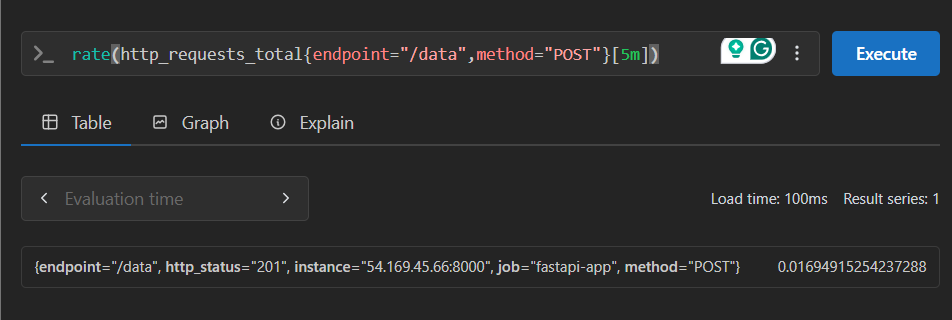 >_ rate(http_requests_total{endpoint="/data",method="POST"}[5m]) G Execute
Table Graph Explain
< Evaluation time > Load time: 100ms Result series: 1
{endpoint="/data", http_status="201", instance="54.169.45.66:8000", job="fastapi-app", method="POST"} 0.01694915254237288